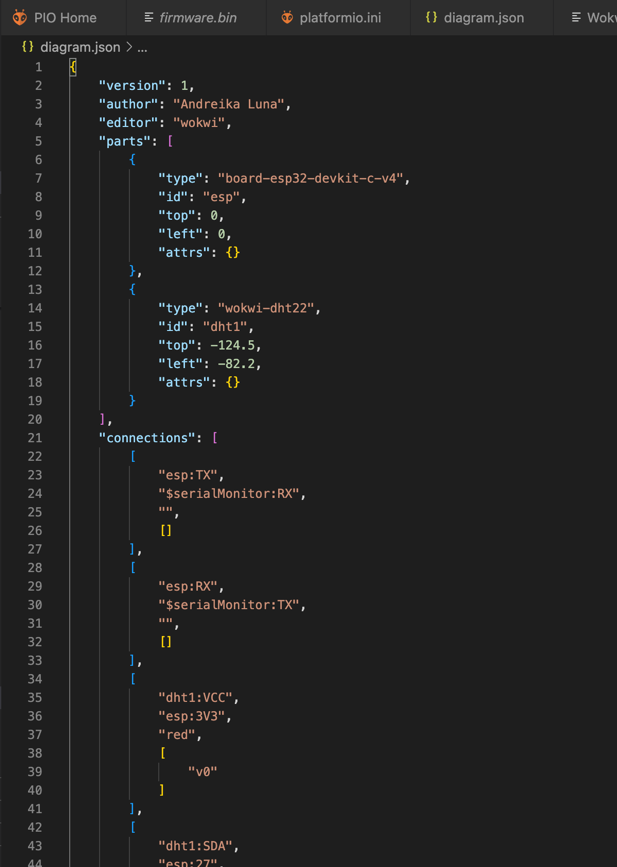 PIO Home
firmware.bin
platformio.ini
{} diagram.json
Wokw
{} diagram.json > ...
1 {
2 "version": 1,
3 "author": "Andreika Luna",
4 "editor": "wokwi",
5 "parts": [
6 {
7 "type": "board-esp32-devkit-c-v4",
8 "id": "esp",
9 "top": 0,
10 "left": 0,
11 "attrs": {}
12 },
13 {
14 "type": "wokwi-dht22",
15 "id": "dht1",
16 "top": -124.5,
17 "left": -82.2,
18 "attrs": {}
19 }
20 ],
21 "connections": [
22 [
23 "esp:TX",
24 "$serialMonitor:RX",
25 "",
26 []
27 ],
28 [
29 "esp:RX",
30 "$serialMonitor:TX",
31 "",
32 []
33 ],
34 [
35 "dht1:VCC",
36 "esp:3V3",
37 "red",
38 [
39 "v0"
40 ]
41 ],
42 [
43 "dht1:SDA",
44 "esp:27",